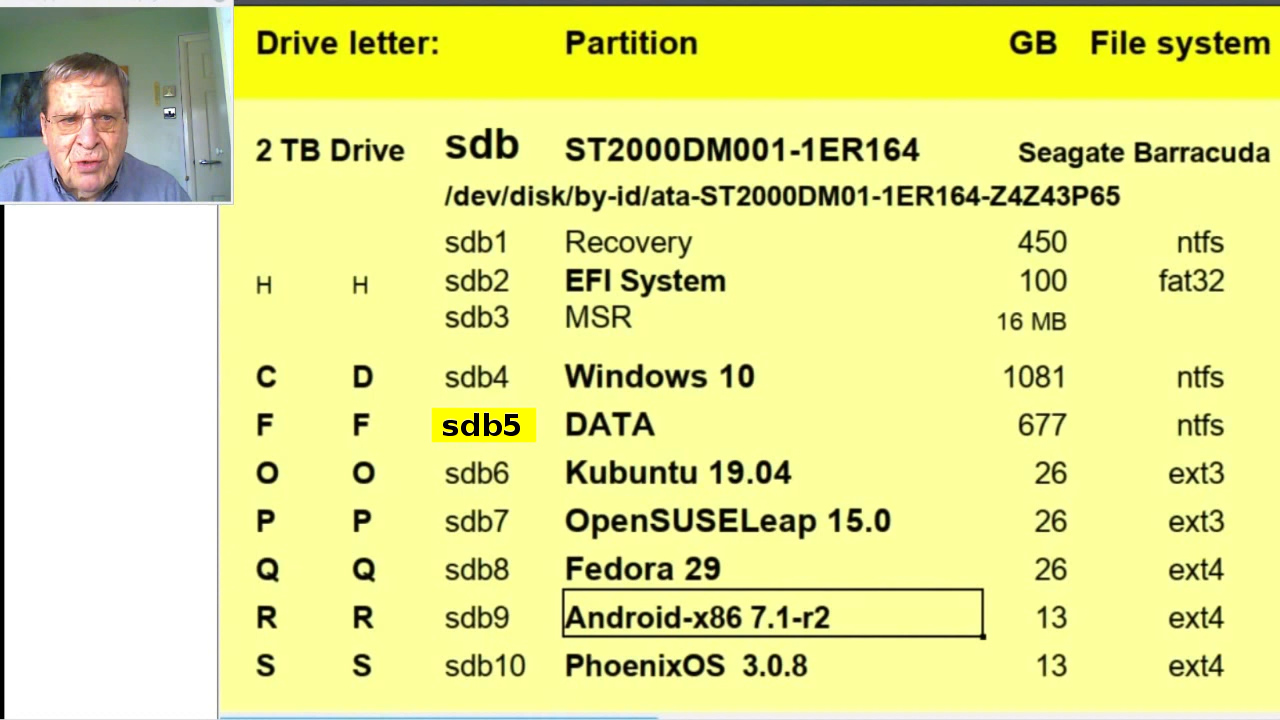 Drive letter: Partition GB File system
2 TB Drive sdb ST2000DM001-1ER164 Seagate Barracuda
/dev/disk/by-id/ata-ST2000DM01-1ER164-Z4Z43P65
sdb1 Recovery 450 ntfs
H H sdb2 EFI System 100 fat32
sdb3 MSR 16 MB
C D sdb4 Windows 10 1081 ntfs
F F sdb5 DATA 677 ntfs
O O sdb6 Kubuntu 19.04 26 ext3
P P sdb7 OpenSUSELeap 15.0 26 ext3
Q Q sdb8 Fedora 29 26 ext4
R R sdb9 Android-x86 7.1-r2 13 ext4
S S sdb10 PhoenixOS 3.0.8 13 ext4